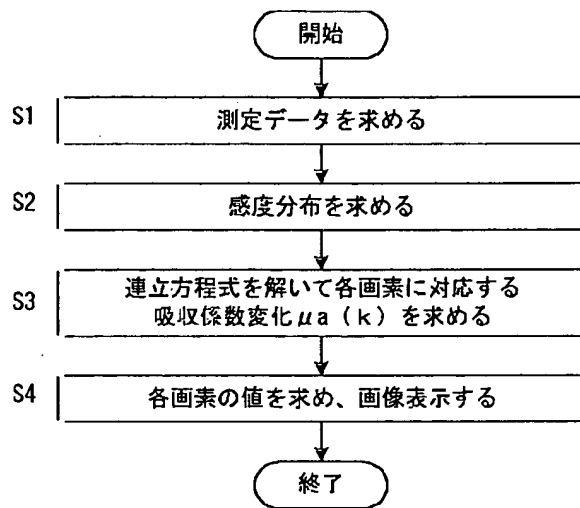 開始
S1
測定データを求める
S2
感度分布を求める
S3
連立方程式を解いて各画素に対応する
吸収係数変化μa（k）を求める
S4
各画素の値を求め、画像表示する
終了